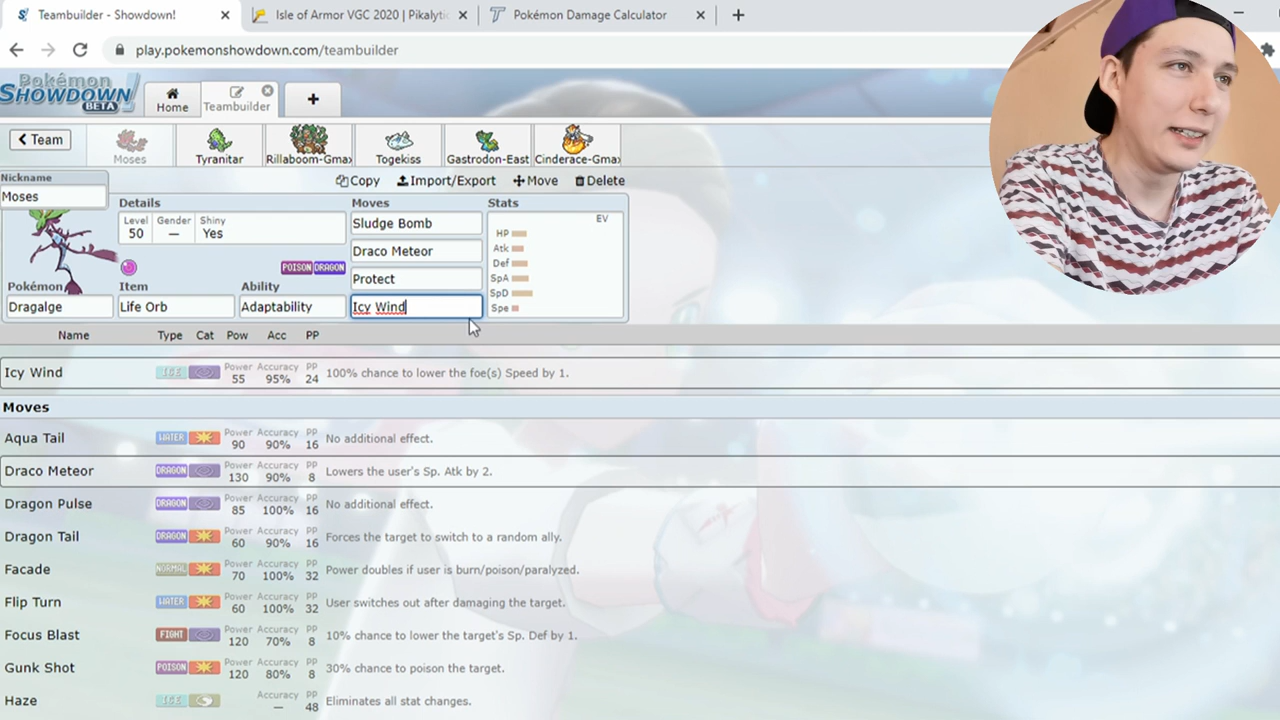 Teambuilder - Showdown!
Isle of Armor VGC 2020 | Pikalytic
Pokémon Damage Calculator
play.pokemonshowdown.com/teambuilder
Pokémon
SHOWDOWN!
BETA
Home
Teambuilder
Team
Moses
Tyranitar
Rillaboom-Gmax
Togekiss
Gastrodon-East
Cinderace-Gmax
Nickname
Moses
Copy
Import/Export
Move
Delete
Details
Level Gender Shiny
50 — Yes
POISON DRAGON
Pokémon
Dragalge
Item
Life Orb
Ability
Adaptability
Moves
Sludge Bomb
Draco Meteor
Protect
Icy Wind
Stats
EV
HP
Atk
Def
SpA
SpD
Spe
Name Type Cat Pow Acc PP
Icy Wind ICE Power 55 Accuracy 95% PP 24 100% chance to lower the foe(s) Speed by 1.
Moves
Aqua Tail WATER Power 90 Accuracy 90% PP 16 No additional effect.
Draco Meteor DRAGON Power 130 Accuracy 90% PP 8 Lowers the user's Sp. Atk by 2.
Dragon Pulse DRAGON Power 85 Accuracy 100% PP 16 No additional effect.
Dragon Tail DRAGON Power 60 Accuracy 90% PP 16 Forces the target to switch to a random ally.
Facade NORMAL Power 70 Accuracy 100% PP 32 Power doubles if user is burn/poison/paralyzed.
Flip Turn WATER Power 60 Accuracy 100% PP 32 User switches out after damaging the target.
Focus Blast FIGHT Power 120 Accuracy 70% PP 8 10% chance to lower the target's Sp. Def by 1.
Gunk Shot POISON Power 120 Accuracy 80% PP 8 30% chance to poison the target.
Haze ICE Accuracy — PP 48 Eliminates all stat changes.